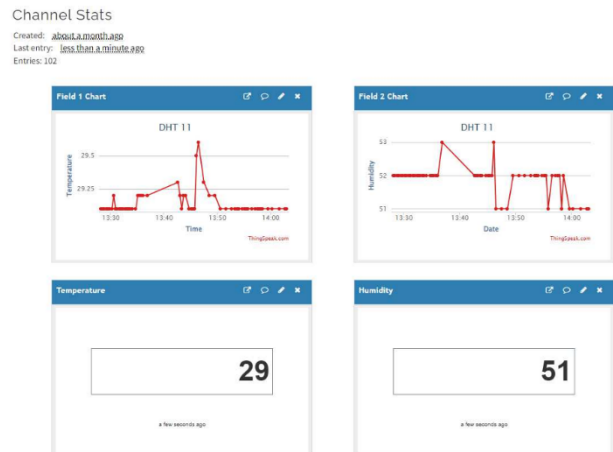 Channel Stats
Created: about a month ago
Last entry: less than a minute ago
Entries: 102
Field 1 Chart
DHT 11
Temperature
29.5
29.25
13:30 13:40 13:50 14:00
Time
ThingSpeak.com
Field 2 Chart
DHT 11
Humidity
53
52
51
13:30 13:40 13:50 14:00
Date
ThingSpeak.com
Temperature
29
a few seconds ago
Humidity
51
a few seconds ago